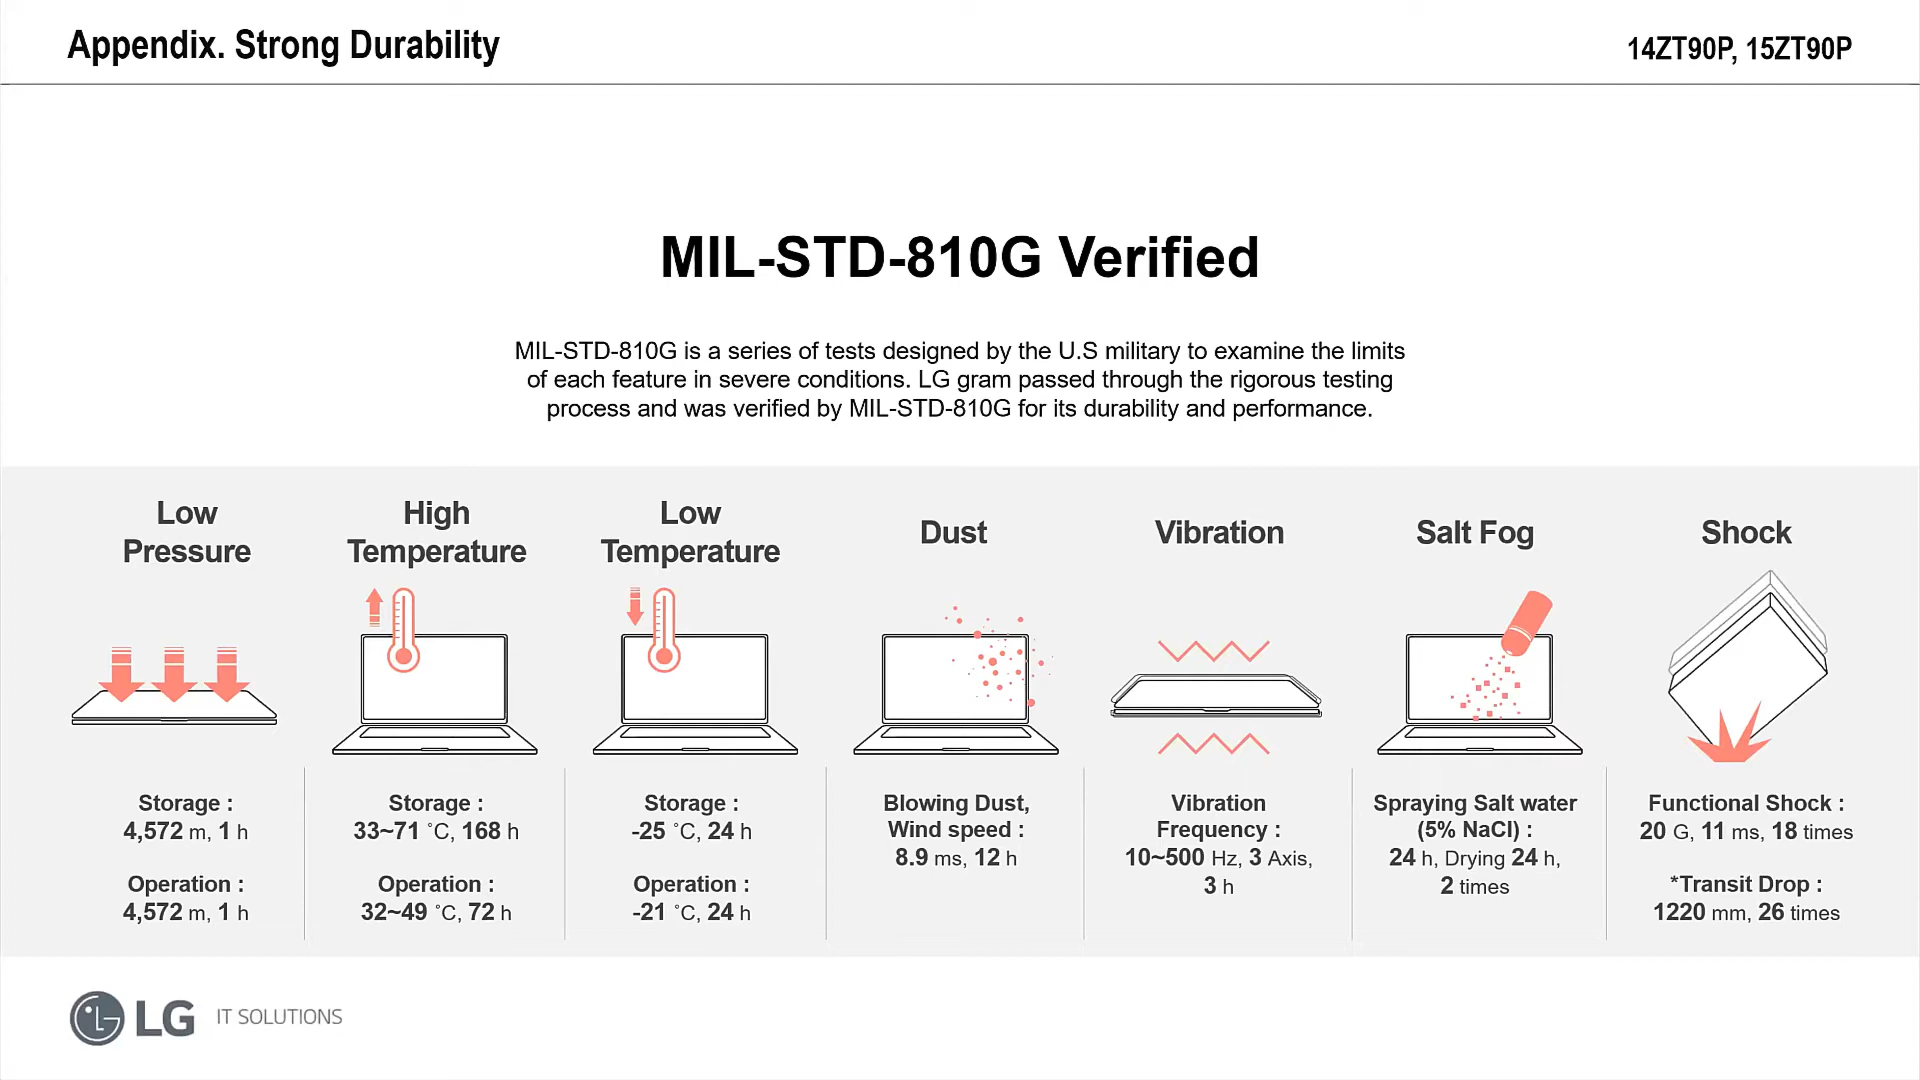 Appendix. Strong Durability
14ZT90P, 15ZT90P
MIL-STD-810G Verified
MIL-STD-810G is a series of tests designed by the U.S military to examine the limits
of each feature in severe conditions. LG gram passed through the rigorous testing
process and was verified by MIL-STD-810G for its durability and performance.
Low
Pressure
Storage :
4,572 m, 1 h
Operation :
4,572 m, 1 h
High
Temperature
Storage :
33~71 ˚C, 168 h
Operation :
32~49 ˚C, 72 h
Low
Temperature
Storage :
-25 ˚C, 24 h
Operation :
-21 ˚C, 24 h
Dust
Blowing Dust,
Wind speed :
8.9 ms, 12 h
Vibration
Vibration
Frequency :
10~500 Hz, 3 Axis,
3 h
Salt Fog
Spraying Salt water
(5% NaCl) :
24 h, Drying 24 h,
2 times
Shock
Functional Shock :
20 G, 11 ms, 18 times
*Transit Drop :
1220 mm, 26 times
LG IT SOLUTIONS